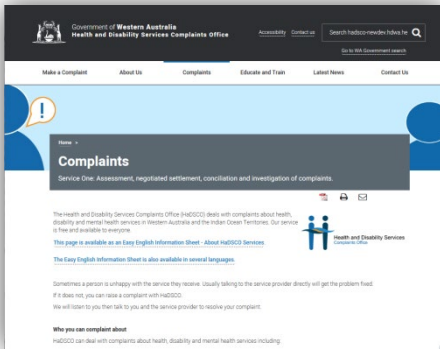 Government of Western Australia
Health and Disability Services Complaints Office
Accessibility Contact us
Search hadsco-newdev.hdwa.he
Go to WA Government search
Make a Complaint About Us Complaints Educate and Train Latest News Contact Us
!
Home
Complaints
Service One: Assessment, negotiated settlement, conciliation and investigation of complaints.
The Health and Disability Services Complaints Office (HaDSCO) deals with complaints about health,
disability and mental health services in Western Australia and the Indian Ocean Territories. Our service
is free and available to everyone.
Health and Disability Services
Complaints Office
This page is available as an Easy English Information Sheet - About HaDSCO Services.
The Easy English Information Sheet is also available in several languages.
Sometimes a person is unhappy with the service they receive. Usually talking to the service provider directly will get the problem fixed.
If it does not, you can raise a complaint with HaDSCO.
We will listen to you then talk to you and the service provider to resolve your complaint.
Who you can complain about
HaDSCO can deal with complaints about health, disability and mental health services including: